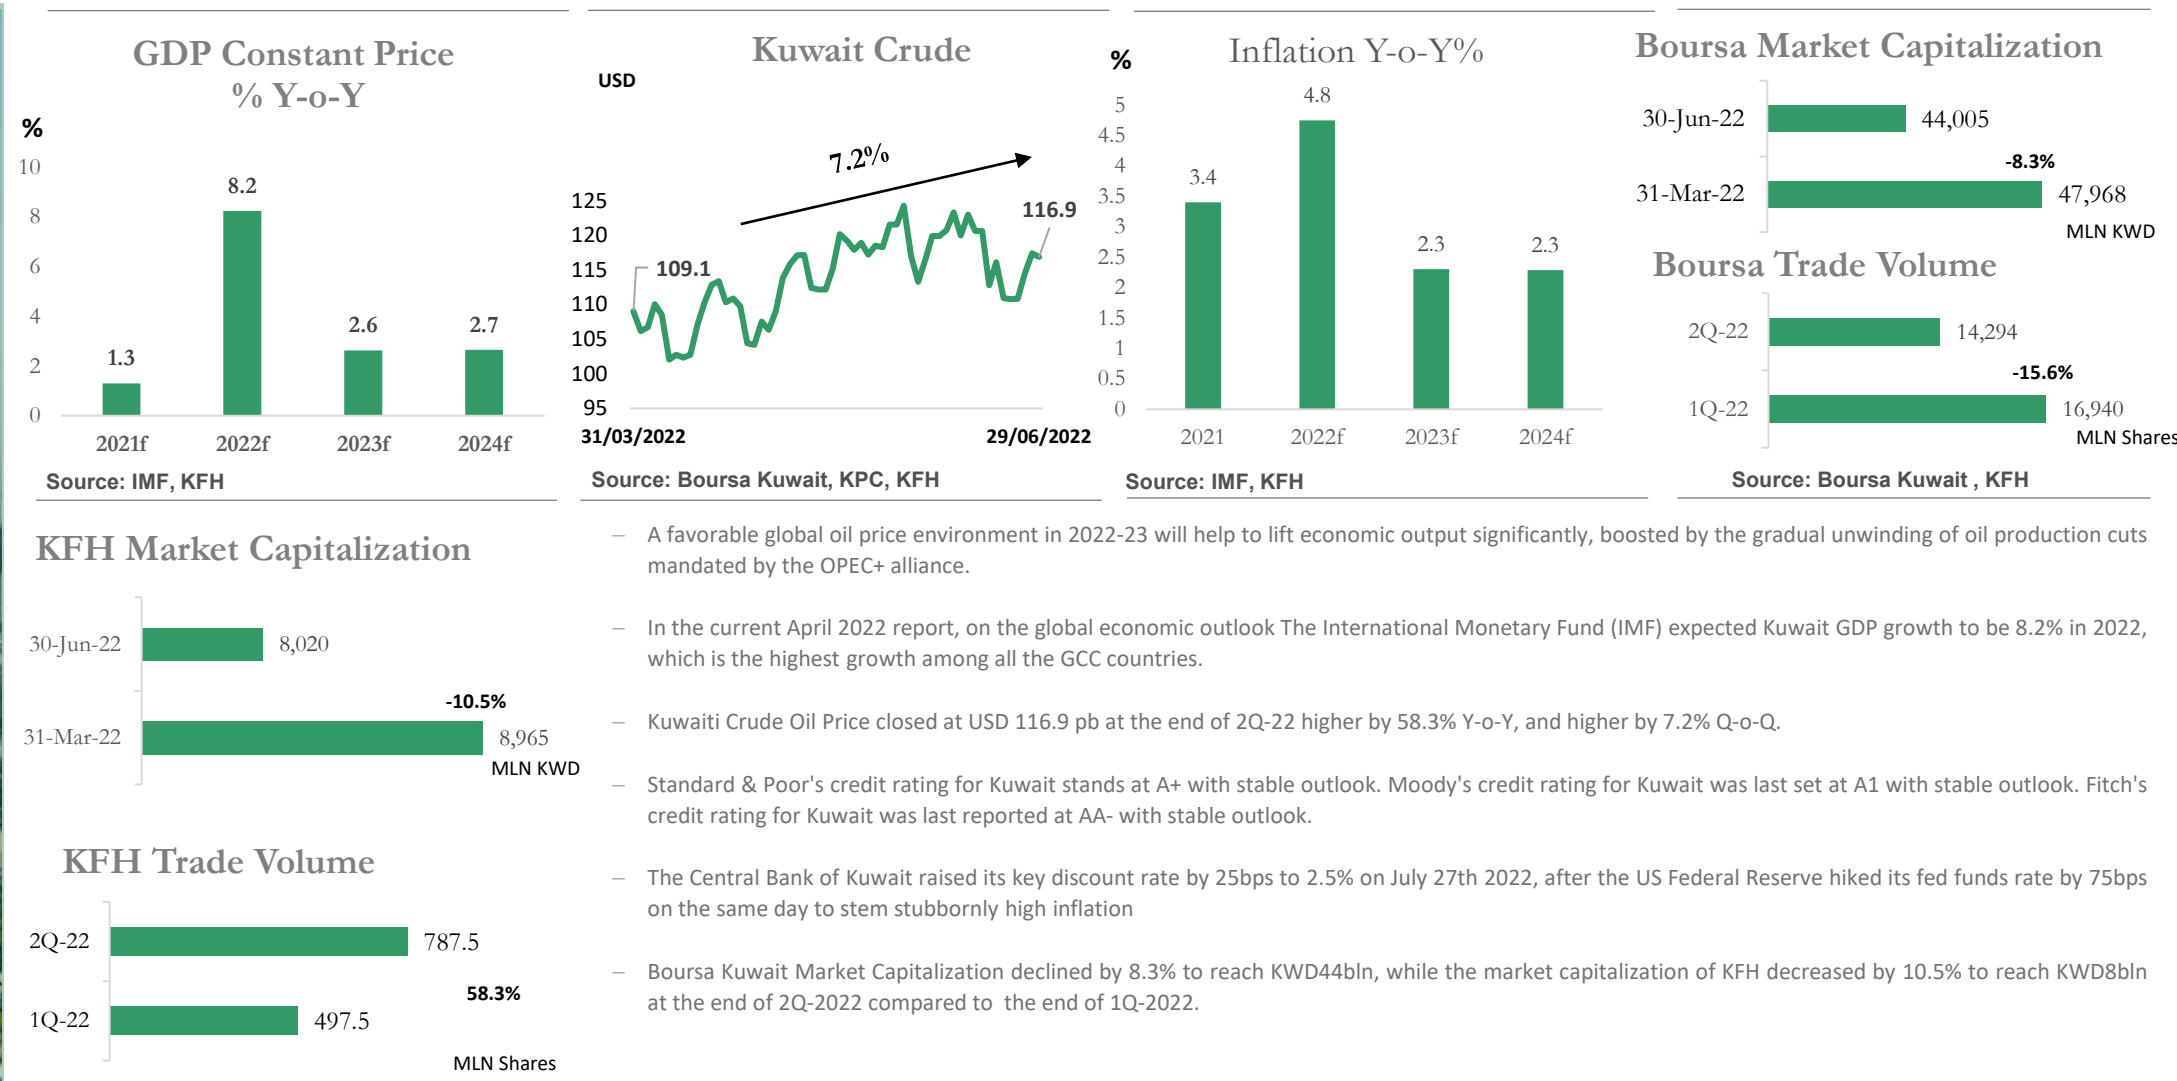 GDP Constant Price
% Y-o-Y
%
10
8
6
4
2
0
1.3
8.2
2.6
2.7
2021f
2022f
2023f
2024f
Source: IMF, KFH
Kuwait Crude
USD
7.2%
125
120
115
110
105
100
95
109.1
116.9
31/03/2022
29/06/2022
Source: Boursa Kuwait, KPC, KFH
Inflation Y-o-Y%
%
5
4.5
4
3.5
3
2.5
2
1.5
1
0.5
0
3.4
4.8
2.3
2.3
2021
2022f
2023f
2024f
Source: IMF, KFH
Boursa Market Capitalization
30-Jun-22
44,005
-8.3%
31-Mar-22
47,968
MLN KWD
Boursa Trade Volume
2Q-22
14,294
-15.6%
1Q-22
16,940
MLN Shares
Source: Boursa Kuwait , KFH
KFH Market Capitalization
30-Jun-22
8,020
-10.5%
31-Mar-22
8,965
MLN KWD
KFH Trade Volume
2Q-22
787.5
58.3%
1Q-22
497.5
MLN Shares
– A favorable global oil price environment in 2022-23 will help to lift economic output significantly, boosted by the gradual unwinding of oil production cuts
mandated by the OPEC+ alliance.
– In the current April 2022 report, on the global economic outlook The International Monetary Fund (IMF) expected Kuwait GDP growth to be 8.2% in 2022,
which is the highest growth among all the GCC countries.
– Kuwaiti Crude Oil Price closed at USD 116.9 pb at the end of 2Q-22 higher by 58.3% Y-o-Y, and higher by 7.2% Q-o-Q.
– Standard & Poor's credit rating for Kuwait stands at A+ with stable outlook. Moody's credit rating for Kuwait was last set at A1 with stable outlook. Fitch's
credit rating for Kuwait was last reported at AA- with stable outlook.
– The Central Bank of Kuwait raised its key discount rate by 25bps to 2.5% on July 27th 2022, after the US Federal Reserve hiked its fed funds rate by 75bps
on the same day to stem stubbornly high inflation
– Boursa Kuwait Market Capitalization declined by 8.3% to reach KWD44bln, while the market capitalization of KFH decreased by 10.5% to reach KWD8bln
at the end of 2Q-2022 compared to the end of 1Q-2022.